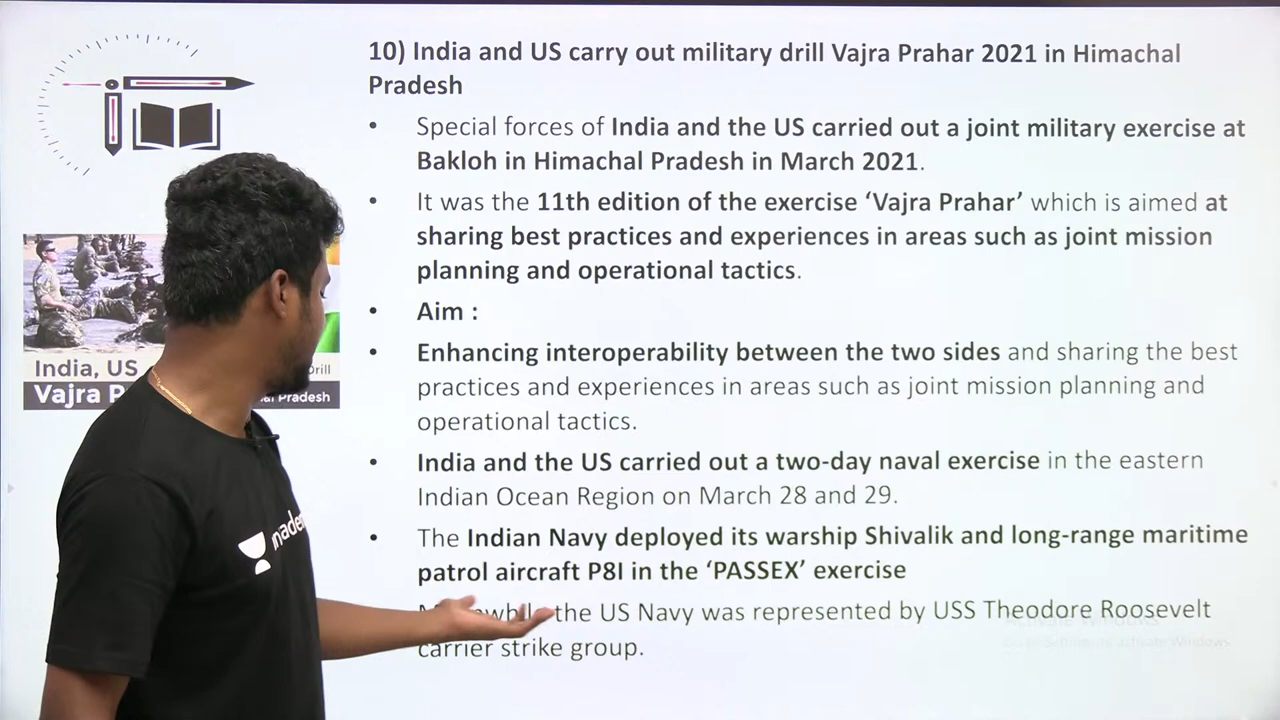 10) India and US carry out military drill Vajra Prahar 2021 in Himachal
Pradesh
• Special forces of India and the US carried out a joint military exercise at
Bakloh in Himachal Pradesh in March 2021.
• It was the 11th edition of the exercise ‘Vajra Prahar’ which is aimed at
sharing best practices and experiences in areas such as joint mission
planning and operational tactics.
• Aim :
• Enhancing interoperability between the two sides and sharing the best
practices and experiences in areas such as joint mission planning and
operational tactics.
• India and the US carried out a two-day naval exercise in the eastern
Indian Ocean Region on March 28 and 29.
• The Indian Navy deployed its warship Shivalik and long-range maritime
patrol aircraft P8I in the ‘PASSEX’ exercise
the US Navy was represented by USS Theodore Roosevelt
carrier strike group.
India, US
Vajra
Pradesh
Activate Windows